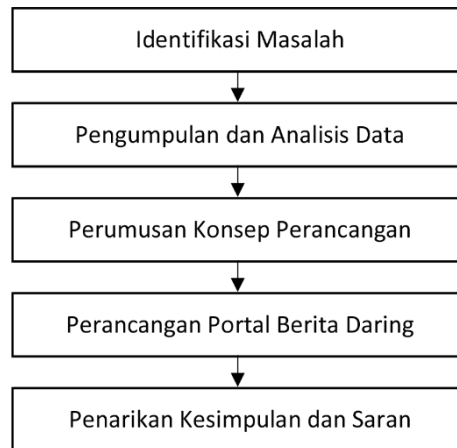 Identifikasi Masalah
Pengumpulan dan Analisis Data
Perumusan Konsep Perancangan
Perancangan Portal Berita Daring
Penarikan Kesimpulan dan Saran